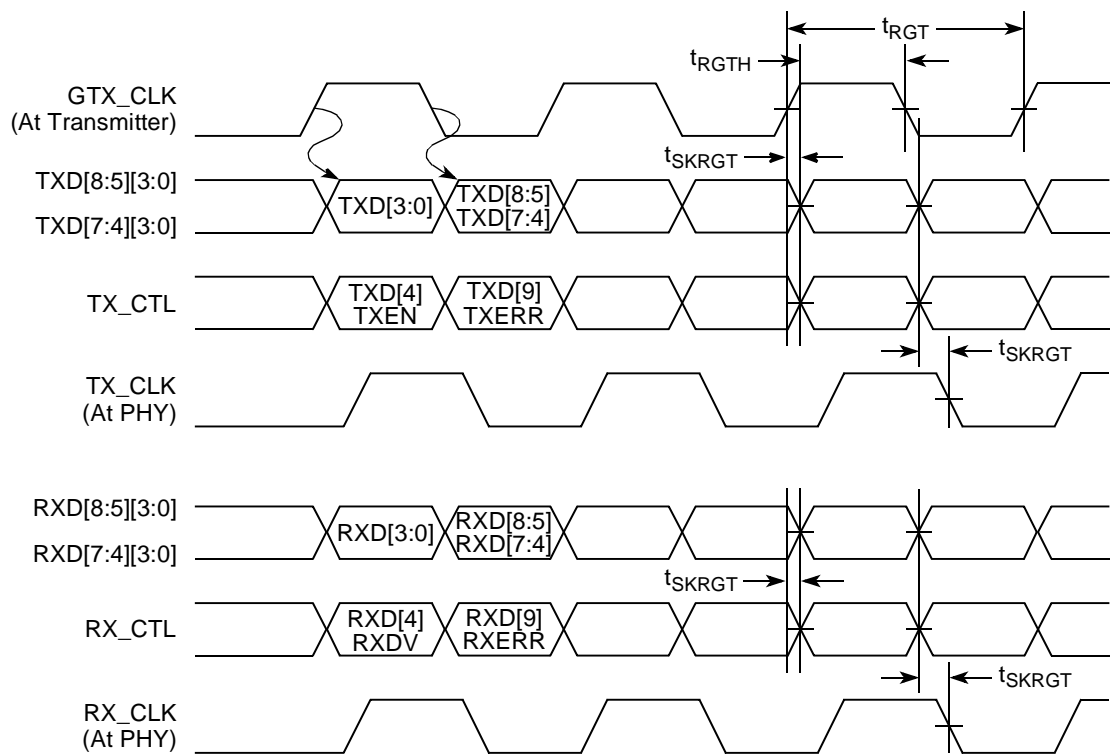 tRGT
tRGTH
GTX_CLK
(At Transmitter)
tSKRGT
TXD[8:5][3:0]
TXD[7:4][3:0]
TXD[3:0]
TXD[8:5]
TXD[7:4]
TX_CTL
TXD[4]
TXEN
TXD[9]
TXERR
tSKRGT
TX_CLK
(At PHY)
RXD[8:5][3:0]
RXD[7:4][3:0]
RXD[3:0]
RXD[8:5]
RXD[7:4]
tSKRGT
RX_CTL
RXD[4]
RXDV
RXD[9]
RXERR
tSKRGT
RX_CLK
(At PHY)